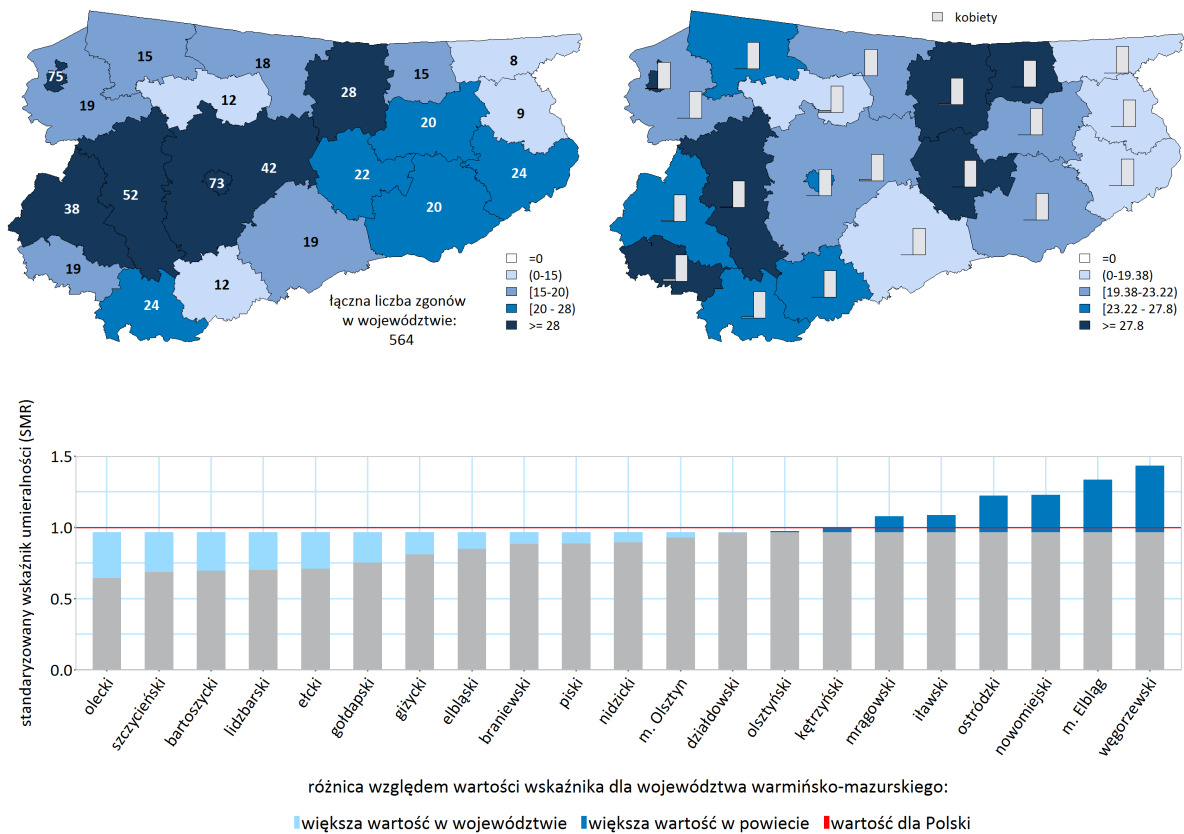 kobiety
15
18
8
75
28
15
19
12
20
9
42
52
22
73
24
38
20
19
19
12
24
łączna liczba zgonów
w województwie:
564
=0
(0-15)
[15-20)
[20 - 28)
>= 28
=0
(0-19.38)
[19.38-23.22)
[23.22 - 27.8)
>= 27.8
standaryzowany wskaźnik umieralności (SMR)
1.5
1.0
0.5
0.0
olecki
szczycieński
bartoszycki
lidzbarski
ełcki
gołdapski
giżycki
elbląski
braniewski
piski
nidzicki
m. Olsztyn
działdowski
olsztyński
kętrzyński
mrągowski
iławski
ostródzki
nowomiejski
m. Elbląg
węgorzewski
różnica względem wartości wskaźnika dla województwa warmińsko-mazurskiego:
większa wartość w województwie większa wartość w powiecie wartość dla Polski